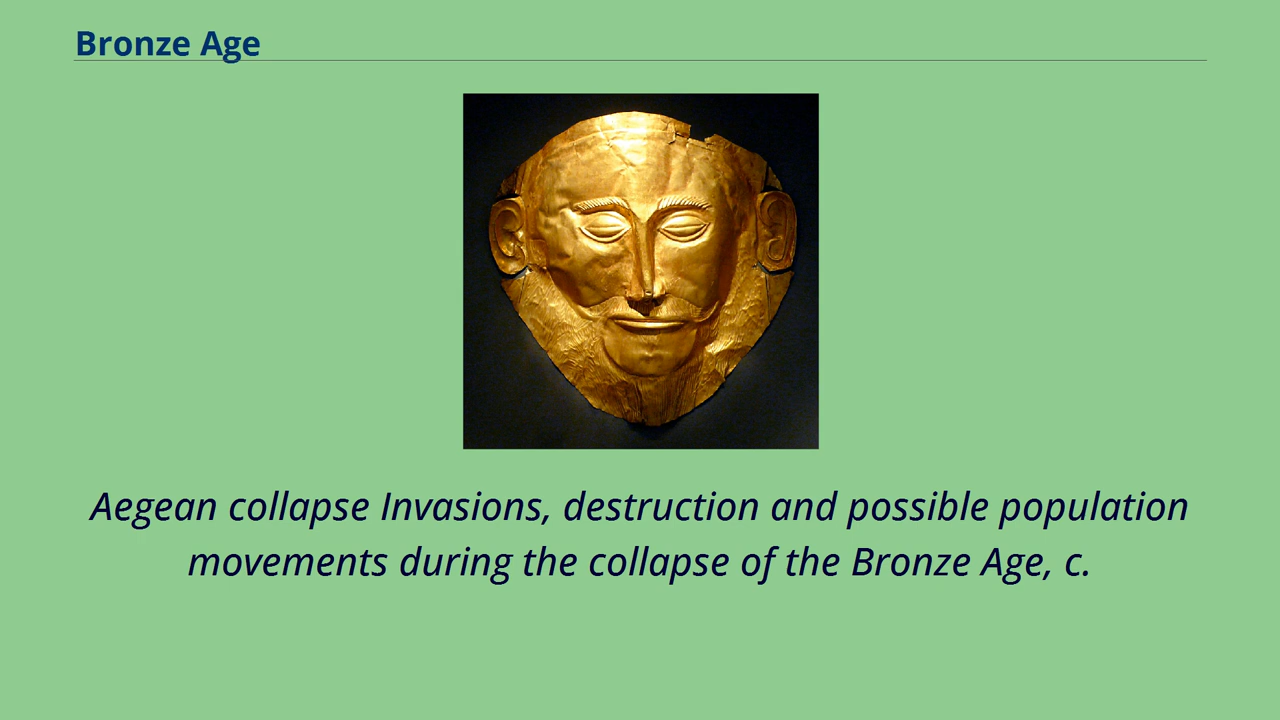 Bronze Age
Aegean collapse Invasions, destruction and possible population
movements during the collapse of the Bronze Age, c.